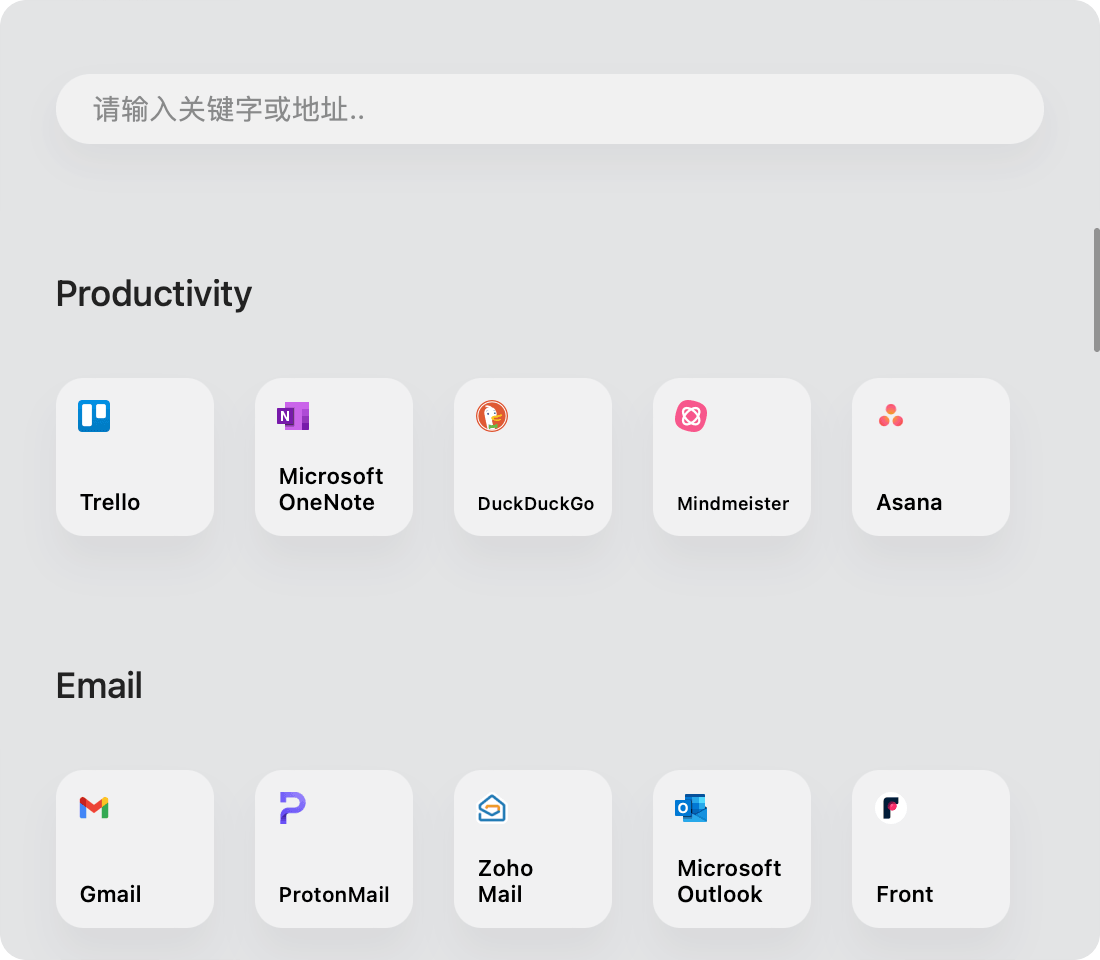 请输入关键字或地址..
Productivity
Trello
Microsoft
OneNote
DuckDuckGo
Mindmeister
Asana
Email
Gmail
ProtonMail
Zoho
Mail
Microsoft
Outlook
Front